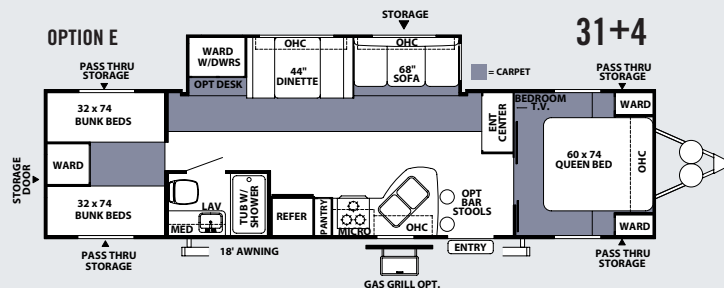 OPTION E
31+4
STORAGE
PASS THRU
STORAGE
WARD
W/DWRS
OPT DESK
OHC
44"
DINETTE
OHC
68"
SOFA
= CARPET
PASS THRU
STORAGE
32 x 74
BUNK BEDS
WARD
STORAGE
DOOR
32 x 74
BUNK BEDS
PASS THRU
STORAGE
LAV
MED
TUB W/
SHOWER
18' AWNING
REFER
PANTRY
MICRO
OHC
OPT
BAR
STOOLS
ENTRY
GAS GRILL OPT.
ENT
CENTER
BEDROOM
— T.V.
WARD
60 x 74
QUEEN BED
OHC
WARD
PASS THRU
STORAGE